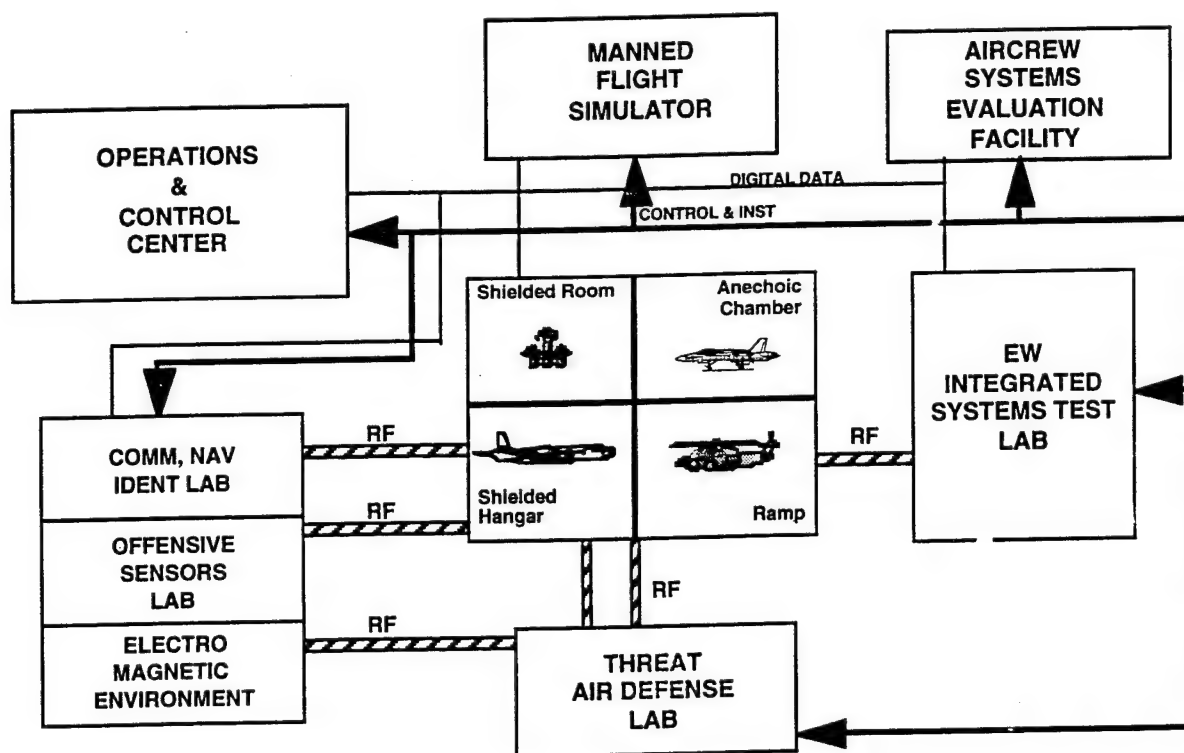 MANNED
FLIGHT
SIMULATOR
AIRCREW
SYSTEMS
EVALUATION
FACILITY
OPERATIONS
&
CONTROL
CENTER
DIGITAL DATA
CONTROL & INST
Shielded Room
Anechoic
Chamber
EW
INTEGRATED
SYSTEMS TEST
LAB
RF
RF
COMM, NAV
IDENT LAB
RF
Shielded
Hangar
Ramp
OFFENSIVE
SENSORS
LAB
RF
RF
ELECTRO
MAGNETIC
ENVIRONMENT
THREAT
AIR DEFENSE
LAB